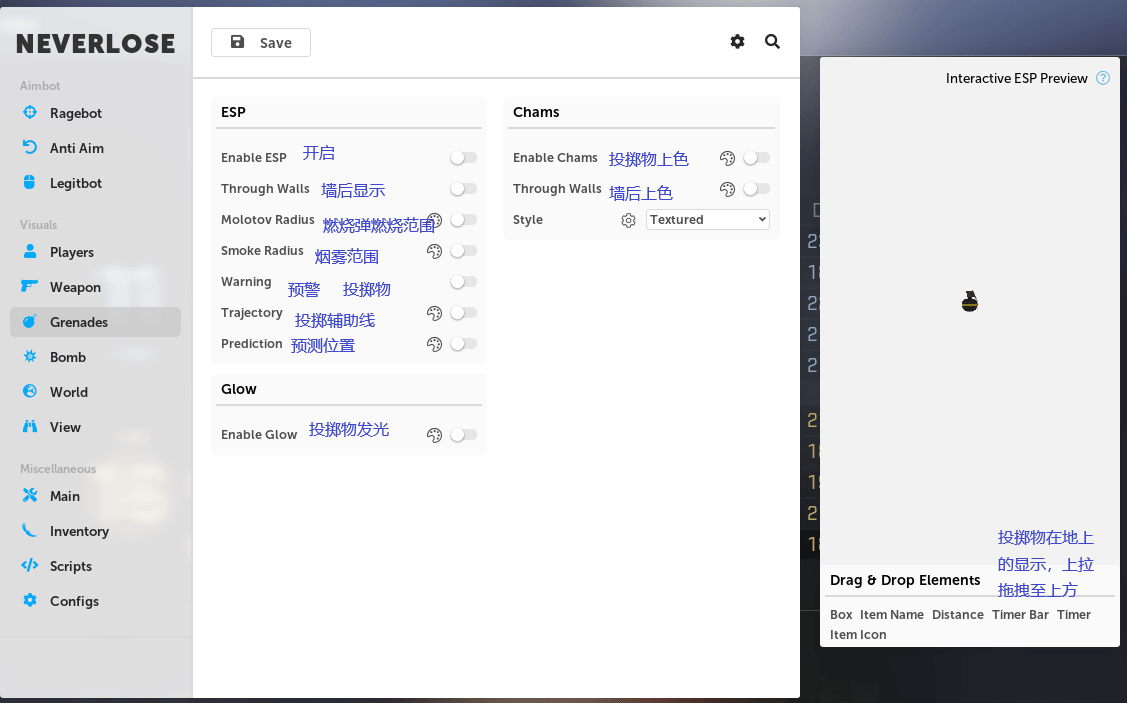 NEVERLOSE
Aimbot
Ragebot
Anti Aim
Legitbot
Visuals
Players
Weapon
Grenades
Bomb
World
View
Miscellaneous
Main
Inventory
Scripts
Configs
Save
ESP
Enable ESP 开启
Through Walls 墙后显示
Molotov Radius 燃烧弹燃烧范围
Smoke Radius 烟雾范围
Warning 预警 投掷物
Trajectory 投掷辅助线
Prediction 预测位置
Glow
Enable Glow 投掷物发光
Chams
Enable Chams 投掷物上色
Through Walls 墙后上色
Style Textured
Interactive ESP Preview ?
投掷物在地上
的显示，上拉
拖拽至上方
Drag & Drop Elements
Box Item Name Distance Timer Bar Timer
Item Icon